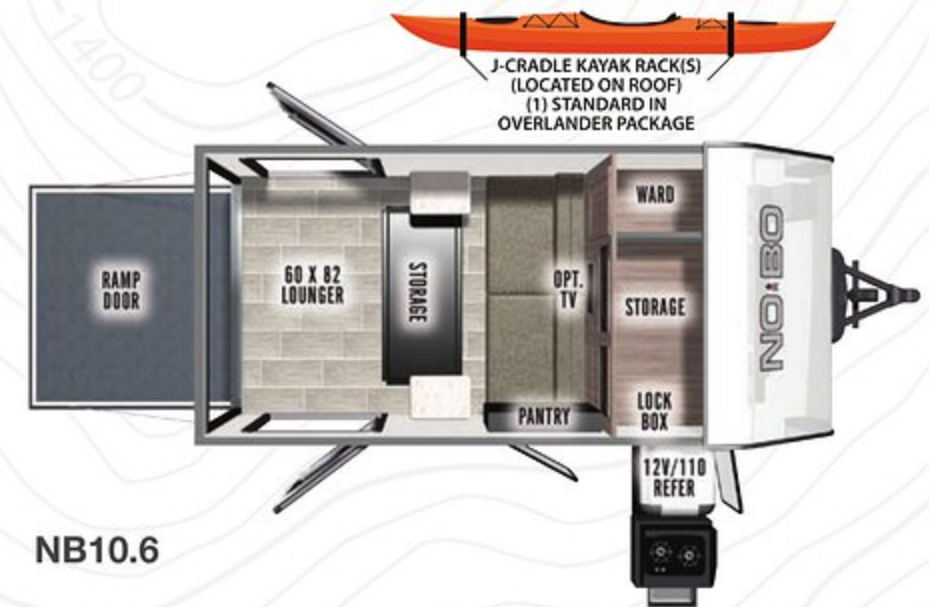 1400
J-CRADLE KAYAK RACK(S)
(LOCATED ON ROOF)
(1) STANDARD IN
OVERLANDER PACKAGE
RAMP
DOOR
60 X 82
LOUNGER
STORAGE
OPT.
TV
PANTRY
WARD
STORAGE
LOCK
BOX
12V/110
REFER
NO BO
NB10.6